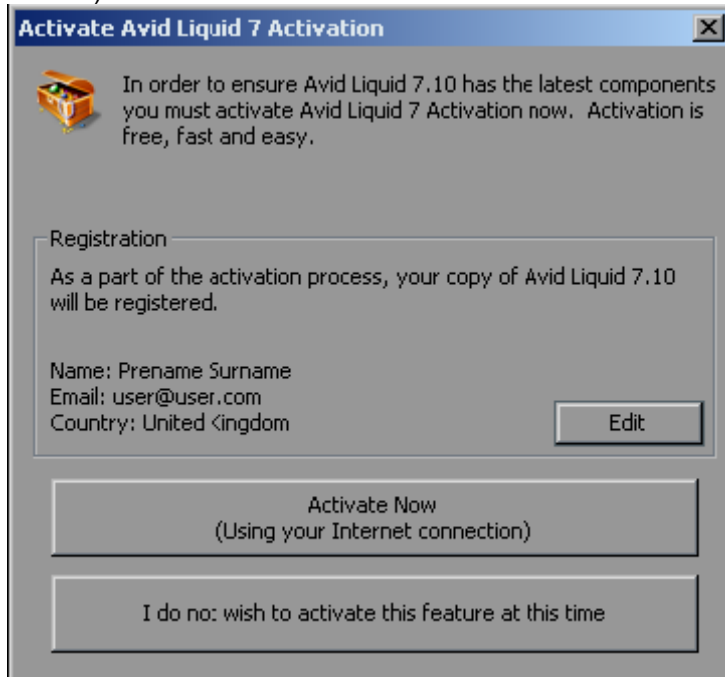 Activate Avid Liquid 7 Activation
In order to ensure Avid Liquid 7.10 has the latest components
you must activate Avid Liquid 7 Activation now. Activation is
free, fast and easy.
Registration
As a part of the activation process, your copy of Avid Liquid 7.10
will be registered.
Name: Prename Surname
Email: user@user.com
Country: United Kingdom
Edit
Activate Now
(Using your Internet connection)
I do not wish to activate this feature at this time